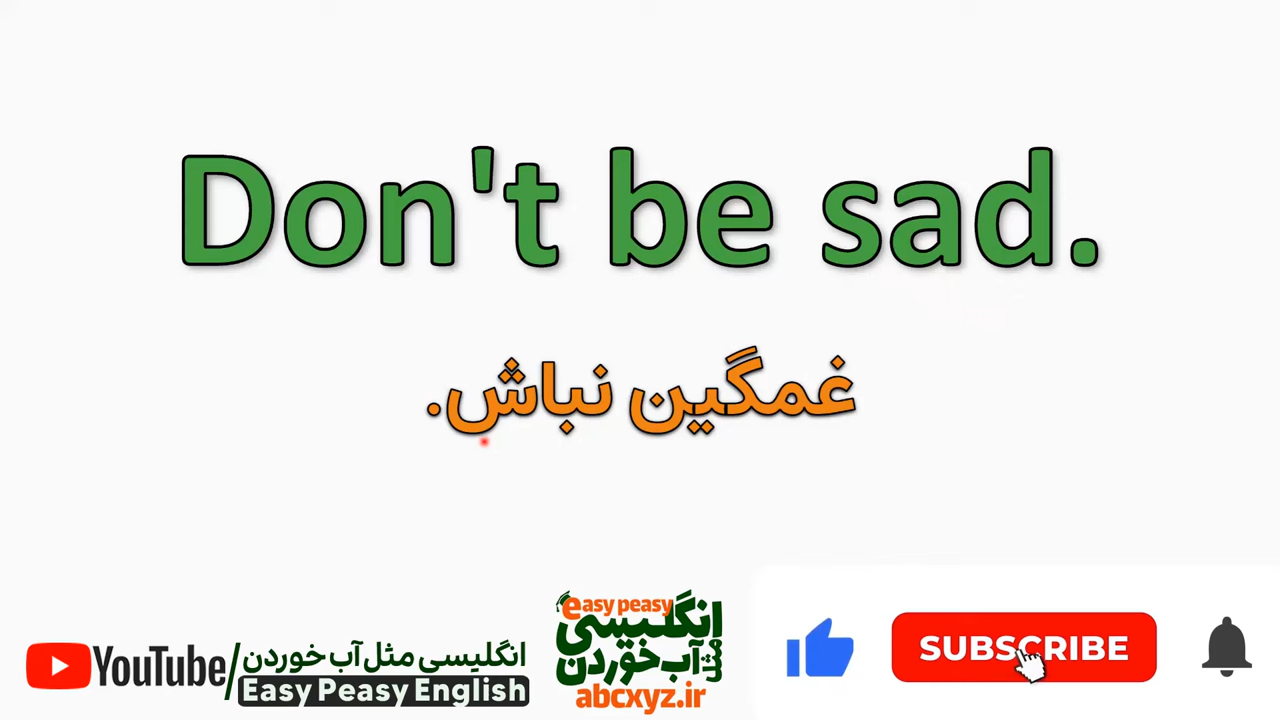 Don't be sad.
غمگین نباش.
YouTube/انگلیسی مثل آب خوردن
Easy Peasy English
easy peasy
انگلیسی
مثل آب خوردن
abcxyz.ir
SUBSCRIBE